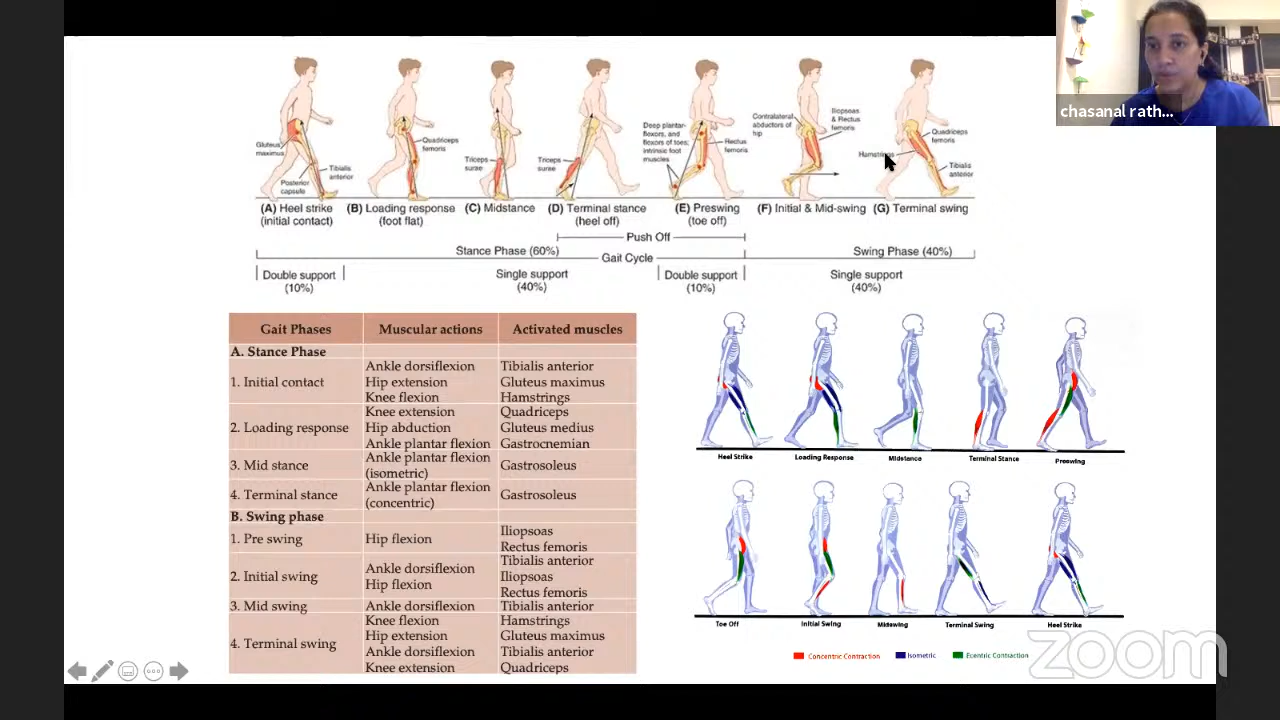 chasanal rath...
Gluteus
maximus
Posterior
capsule
Tibialis
anterior
Quadriceps
femoris
Triceps
surae
Triceps
surae
Deep plantar-
flexors, and
flexors of toes;
intrinsic foot
muscles
Rectus
femoris
Contralateral
abductors of
hip
Iliopsoas
& Rectus
femoris
Hamstrings
Quadriceps
femoris
Tibialis
anterior
(A) Heel strike
(initial contact)
(B) Loading response
(foot flat)
(C) Midstance
(D) Terminal stance
(heel off)
(E) Preswing
(toe off)
(F) Initial & Mid-swing
(G) Terminal swing
Push Off
Stance Phase (60%)
Swing Phase (40%)
Gait Cycle
Double support
(10%)
Single support
(40%)
Double support
(10%)
Single support
(40%)
Gait Phases Muscular actions Activated muscles
A. Stance Phase
1. Initial contact
Ankle dorsiflexion
Hip extension
Knee flexion
Tibialis anterior
Gluteus maximus
Hamstrings
2. Loading response
Knee extension
Hip abduction
Ankle plantar flexion
Quadriceps
Gluteus medius
Gastrocnemian
3. Mid stance
Ankle plantar flexion
(isometric)
Gastrosoleus
4. Terminal stance
Ankle plantar flexion
(concentric)
Gastrosoleus
B. Swing phase
1. Pre swing
Hip flexion
Iliopsoas
Rectus femoris
2. Initial swing
Ankle dorsiflexion
Hip flexion
Tibialis anterior
Iliopsoas
Rectus femoris
3. Mid swing
Ankle dorsiflexion
Tibialis anterior
4. Terminal swing
Knee flexion
Hip extension
Ankle dorsiflexion
Knee extension
Hamstrings
Gluteus maximus
Tibialis anterior
Quadriceps
Heel Strike
Loading Response
Midstance
Terminal Stance
Preswing
Toe Off
Initial Swing
Midswing
Terminal Swing
Heel Strike
Concentric Contraction
Isometric
Ecentric Contraction
zoom